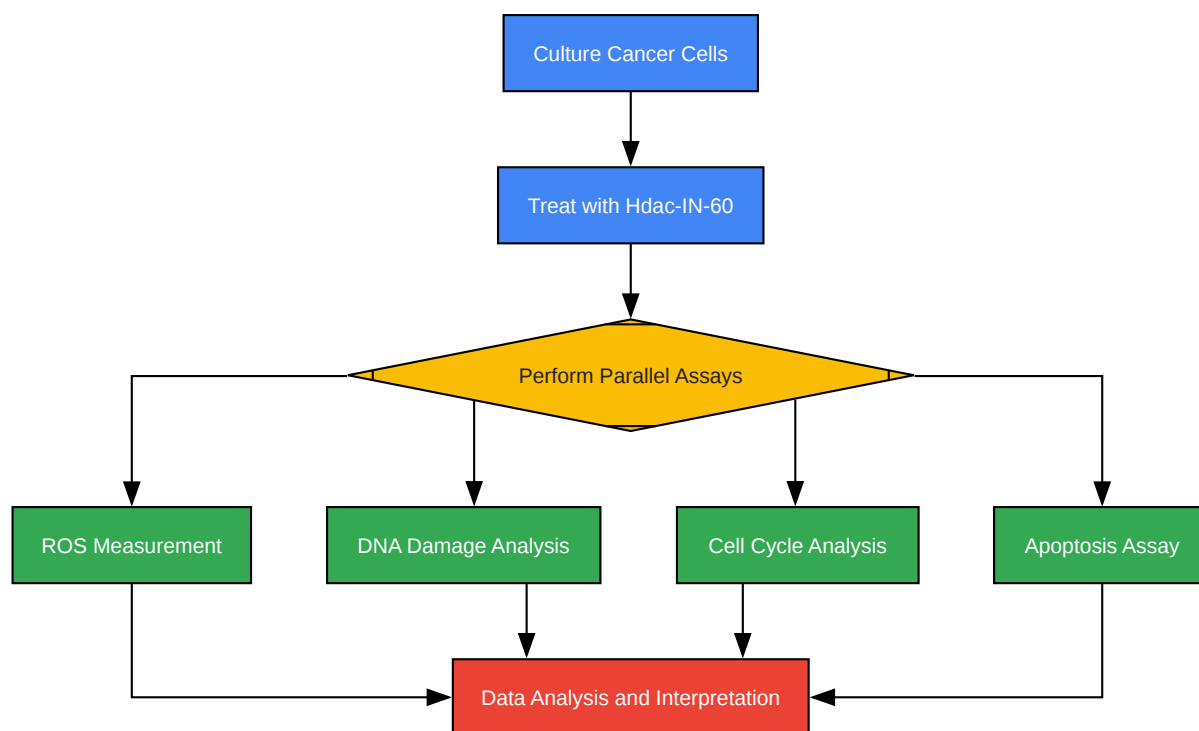 Culture Cancer Cells
Treat with Hdac-IN-60
Perform Parallel Assays
ROS Measurement
DNA Damage Analysis
Cell Cycle Analysis
Apoptosis Assay
Data Analysis and Interpretation